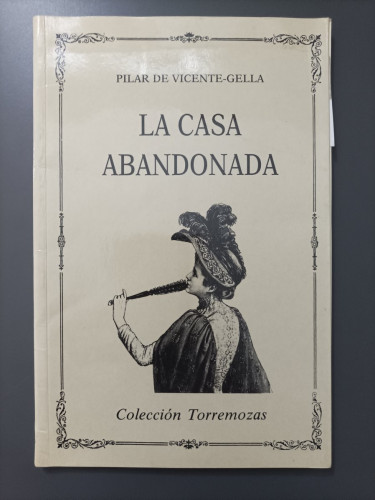 PILAR DE VICENTE-GELLA
LA CASA
ABANDONADA
Colección Torremozas